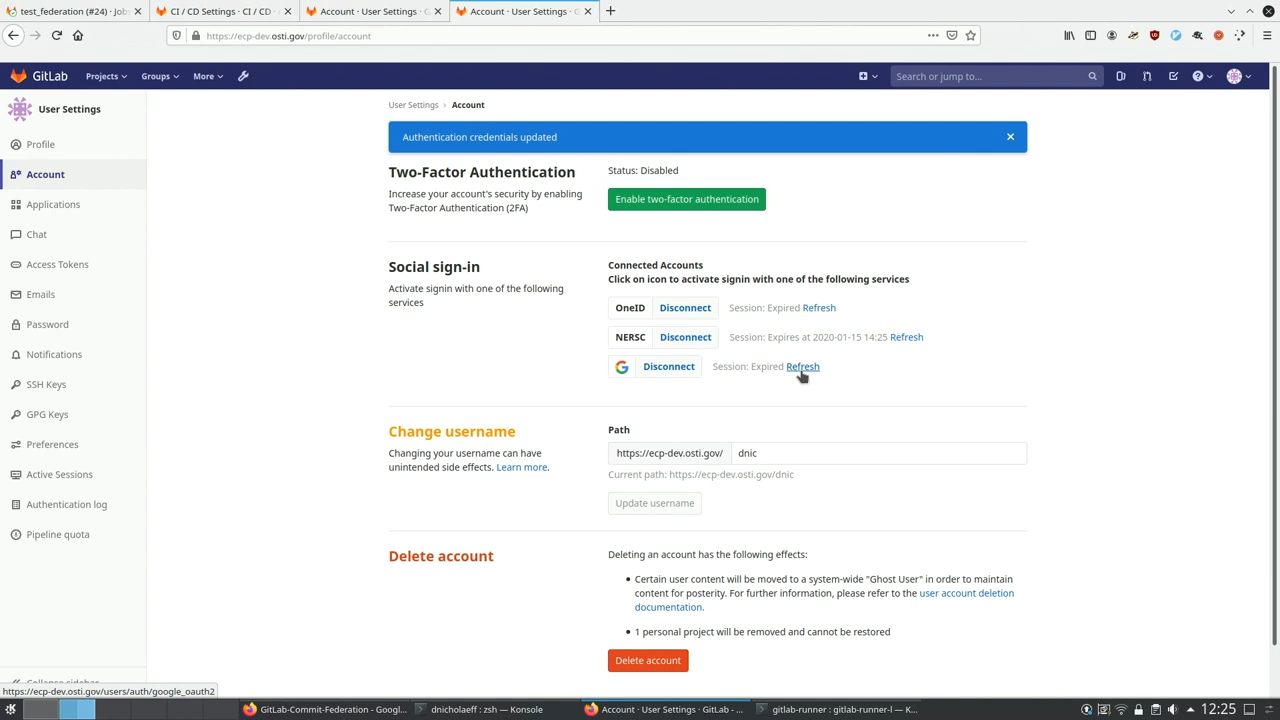 test_federation (#24) · Jobs
CI / CD Settings · CI / CD ·
Account · User Settings · G
Account · User Settings · G
https://ecp-dev.osti.gov/profile/account
GitLab
Projects
Groups
More
Search or jump to...
User Settings
Profile
Account
Applications
Chat
Access Tokens
Emails
Password
Notifications
SSH Keys
GPG Keys
Preferences
Active Sessions
Authentication log
Pipeline quota
Collapse sidebar
User Settings › Account
Authentication credentials updated
Two-Factor Authentication
Increase your account's security by enabling
Two-Factor Authentication (2FA)
Status: Disabled
Enable two-factor authentication
Social sign-in
Activate signin with one of the following
services
Connected Accounts
Click on icon to activate signin with one of the following services
OneID Disconnect Session: Expired Refresh
NERSC Disconnect Session: Expires at 2020-01-15 14:25 Refresh
Disconnect Session: Expired Refresh
Change username
Changing your username can have
unintended side effects. Learn more.
Path
https://ecp-dev.osti.gov/ dnic
Current path: https://ecp-dev.osti.gov/dnic
Update username
Delete account
Deleting an account has the following effects:
• Certain user content will be moved to a system-wide "Ghost User" in order to maintain
content for posterity. For further information, please refer to the user account deletion
documentation.
• 1 personal project will be removed and cannot be restored
Delete account
https://ecp-dev.osti.gov/users/auth/google_oauth2
GitLab-Commit-Federation - Googl...
dnicholaeff : zsh — Konsole
Account · User Settings · GitLab - ...
gitlab-runner : gitlab-runner-l — K...
12:25